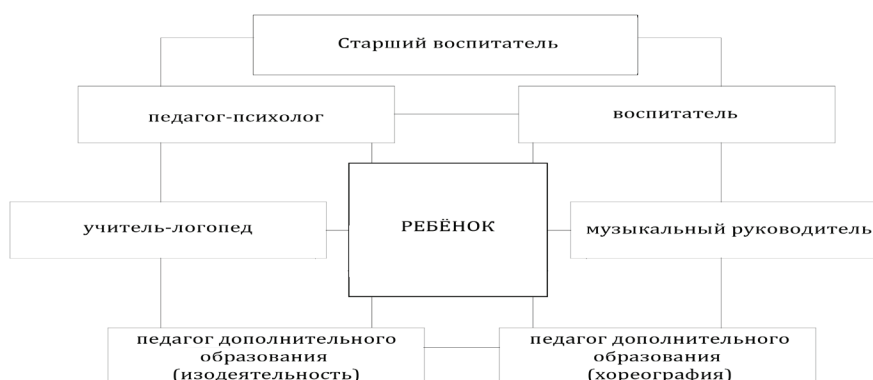 Старший воспитатель
педагог-психолог
воспитатель
учитель-логопед
РЕБЁНОК
музыкальный руководитель
педагог дополнительного
образования
(изодеятельность)
педагог дополнительного
образования
(хореография)